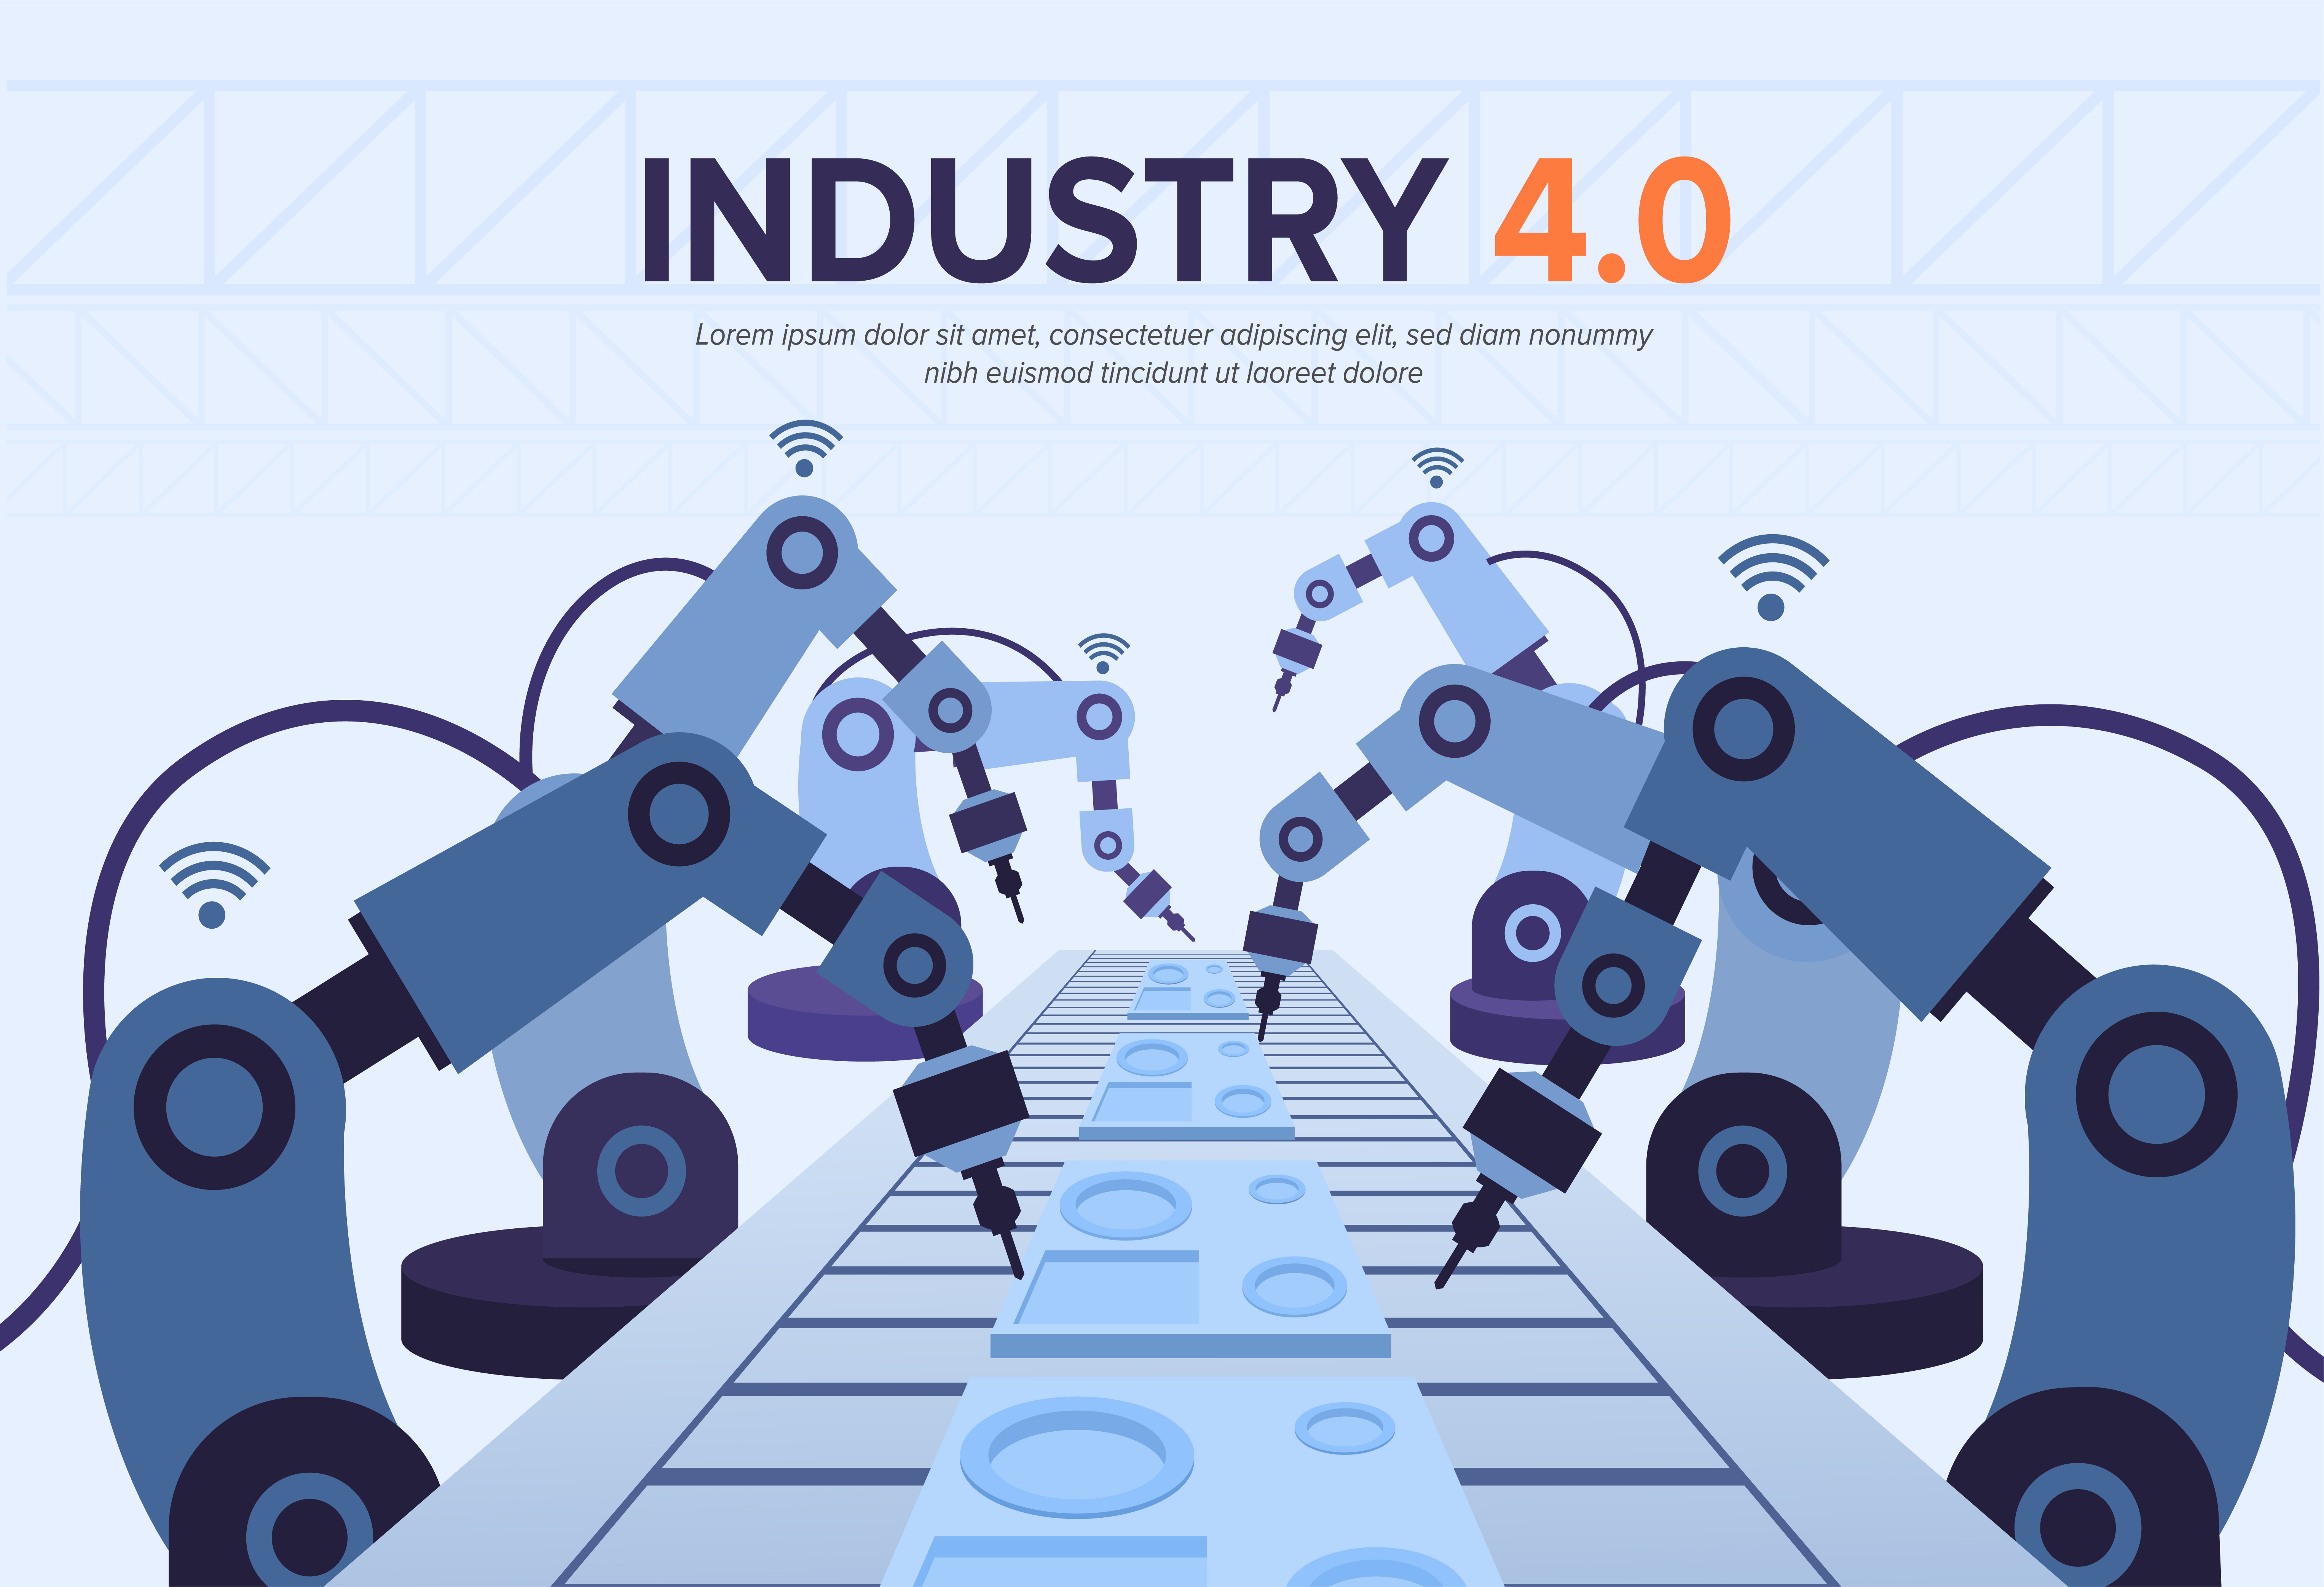 INDUSTRY 4.0
Lorem ipsum dolor sit amet, consectetuer adipiscing elit, sed diam nonummy
nibh euismod tincidunt ut laoreet dolore